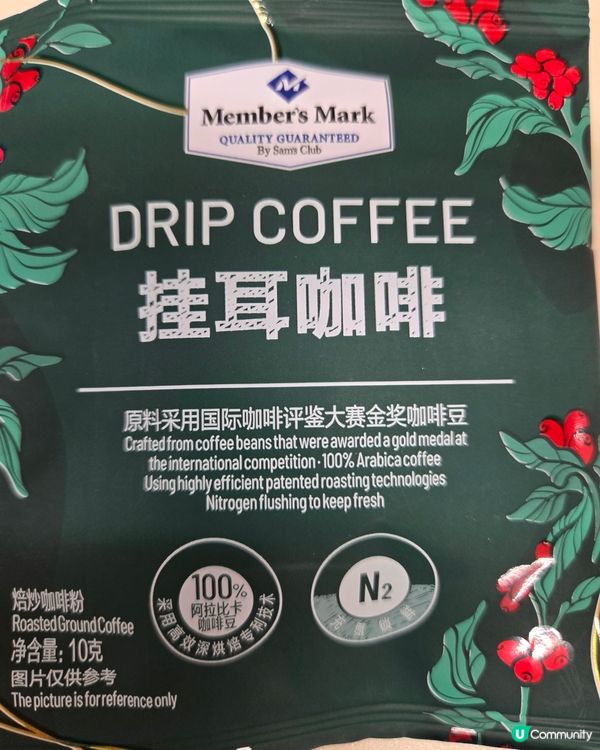 Member's Mark
QUALITY GUARANTEED
By Sam's Club
DRIP COFFEE
挂耳咖啡
原料采用国际咖啡评鉴大赛金奖咖啡豆
Crafted from coffee beans that were awarded a gold medal at
the international competition · 100% Arabica coffee
Using highly efficient patented roasting technologies
Nitrogen flushing to keep fresh
100%
阿拉比卡
咖啡豆
采用高效深烘焙专利技术
N2
充氮锁鲜
焙炒咖啡粉
Roasted Ground Coffee
净含量: 10克
图片仅供参考
The picture is for reference only
U Community